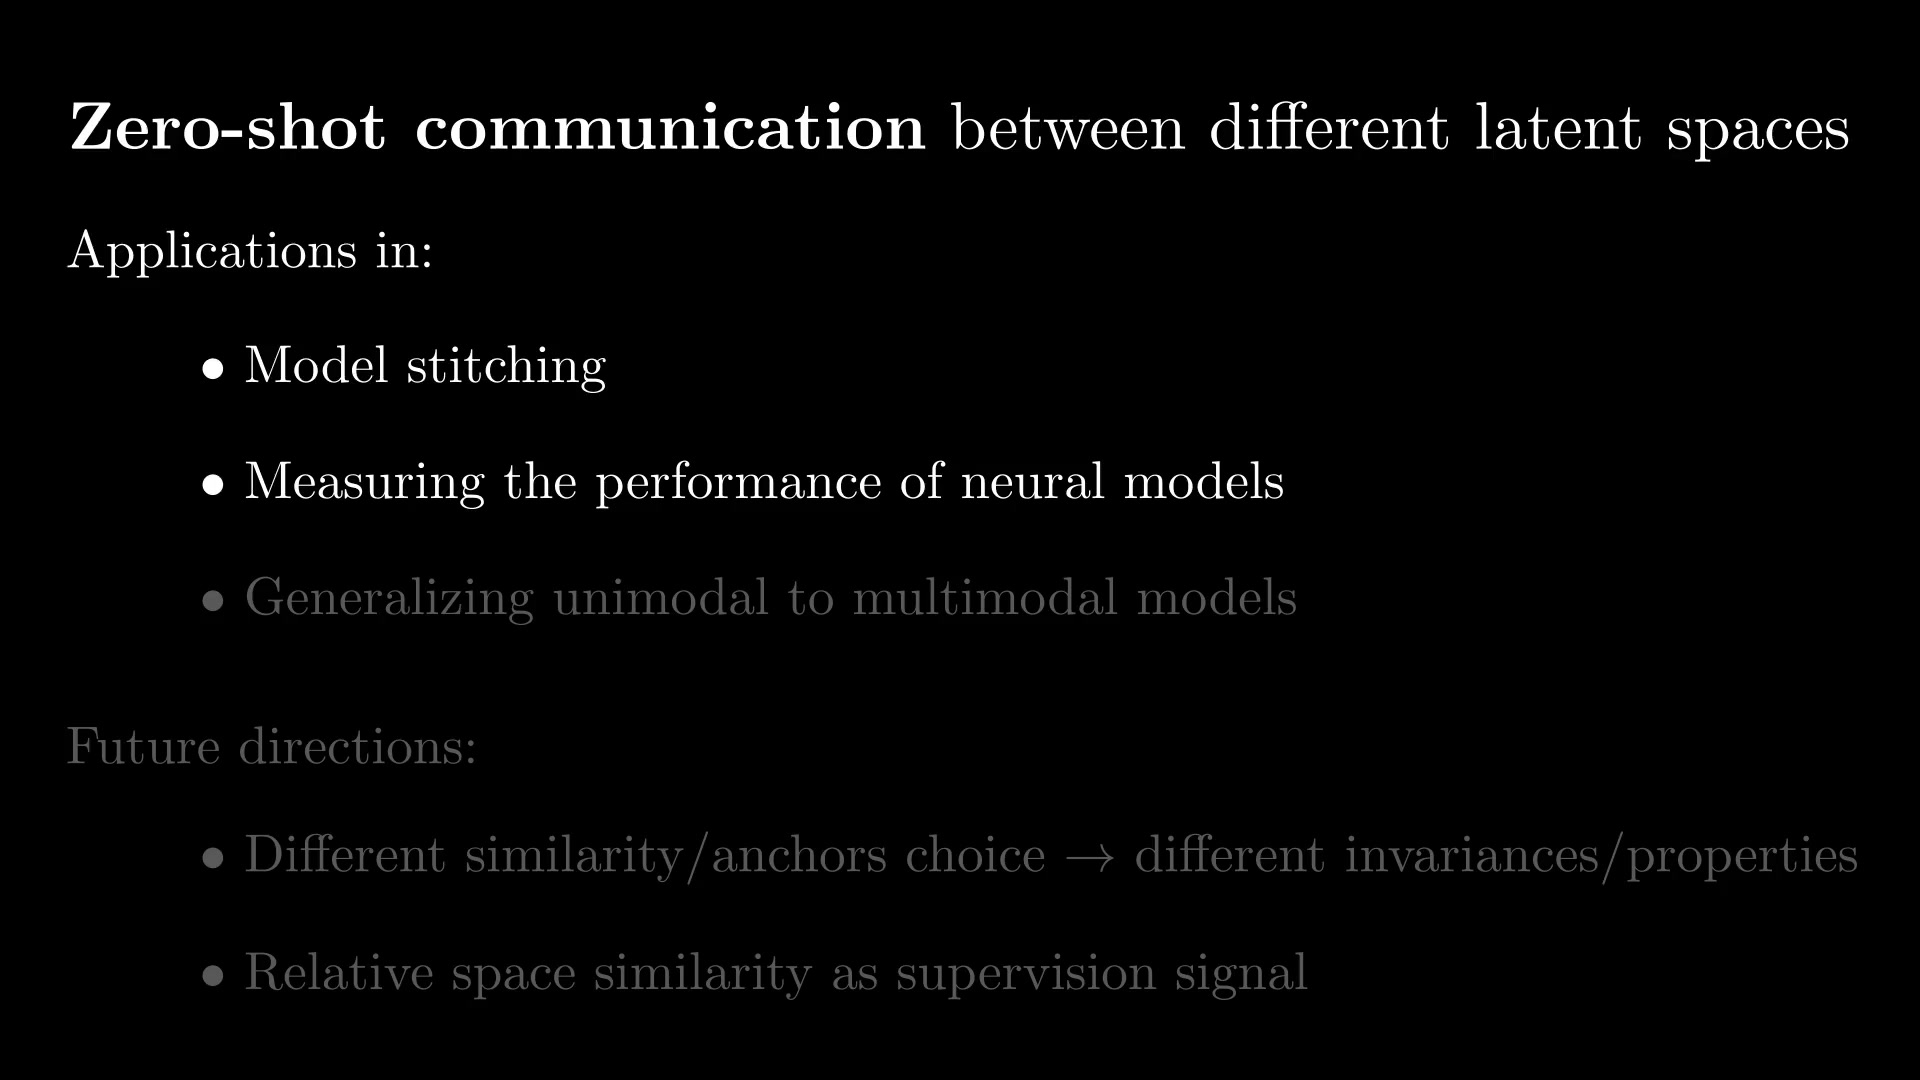 Zero-shot communication between different latent spaces
Applications in:
• Model stitching
• Measuring the performance of neural models
• Generalizing unimodal to multimodal models
Future directions:
• Different similarity/anchors choice → different invariances/properties
• Relative space similarity as supervision signal